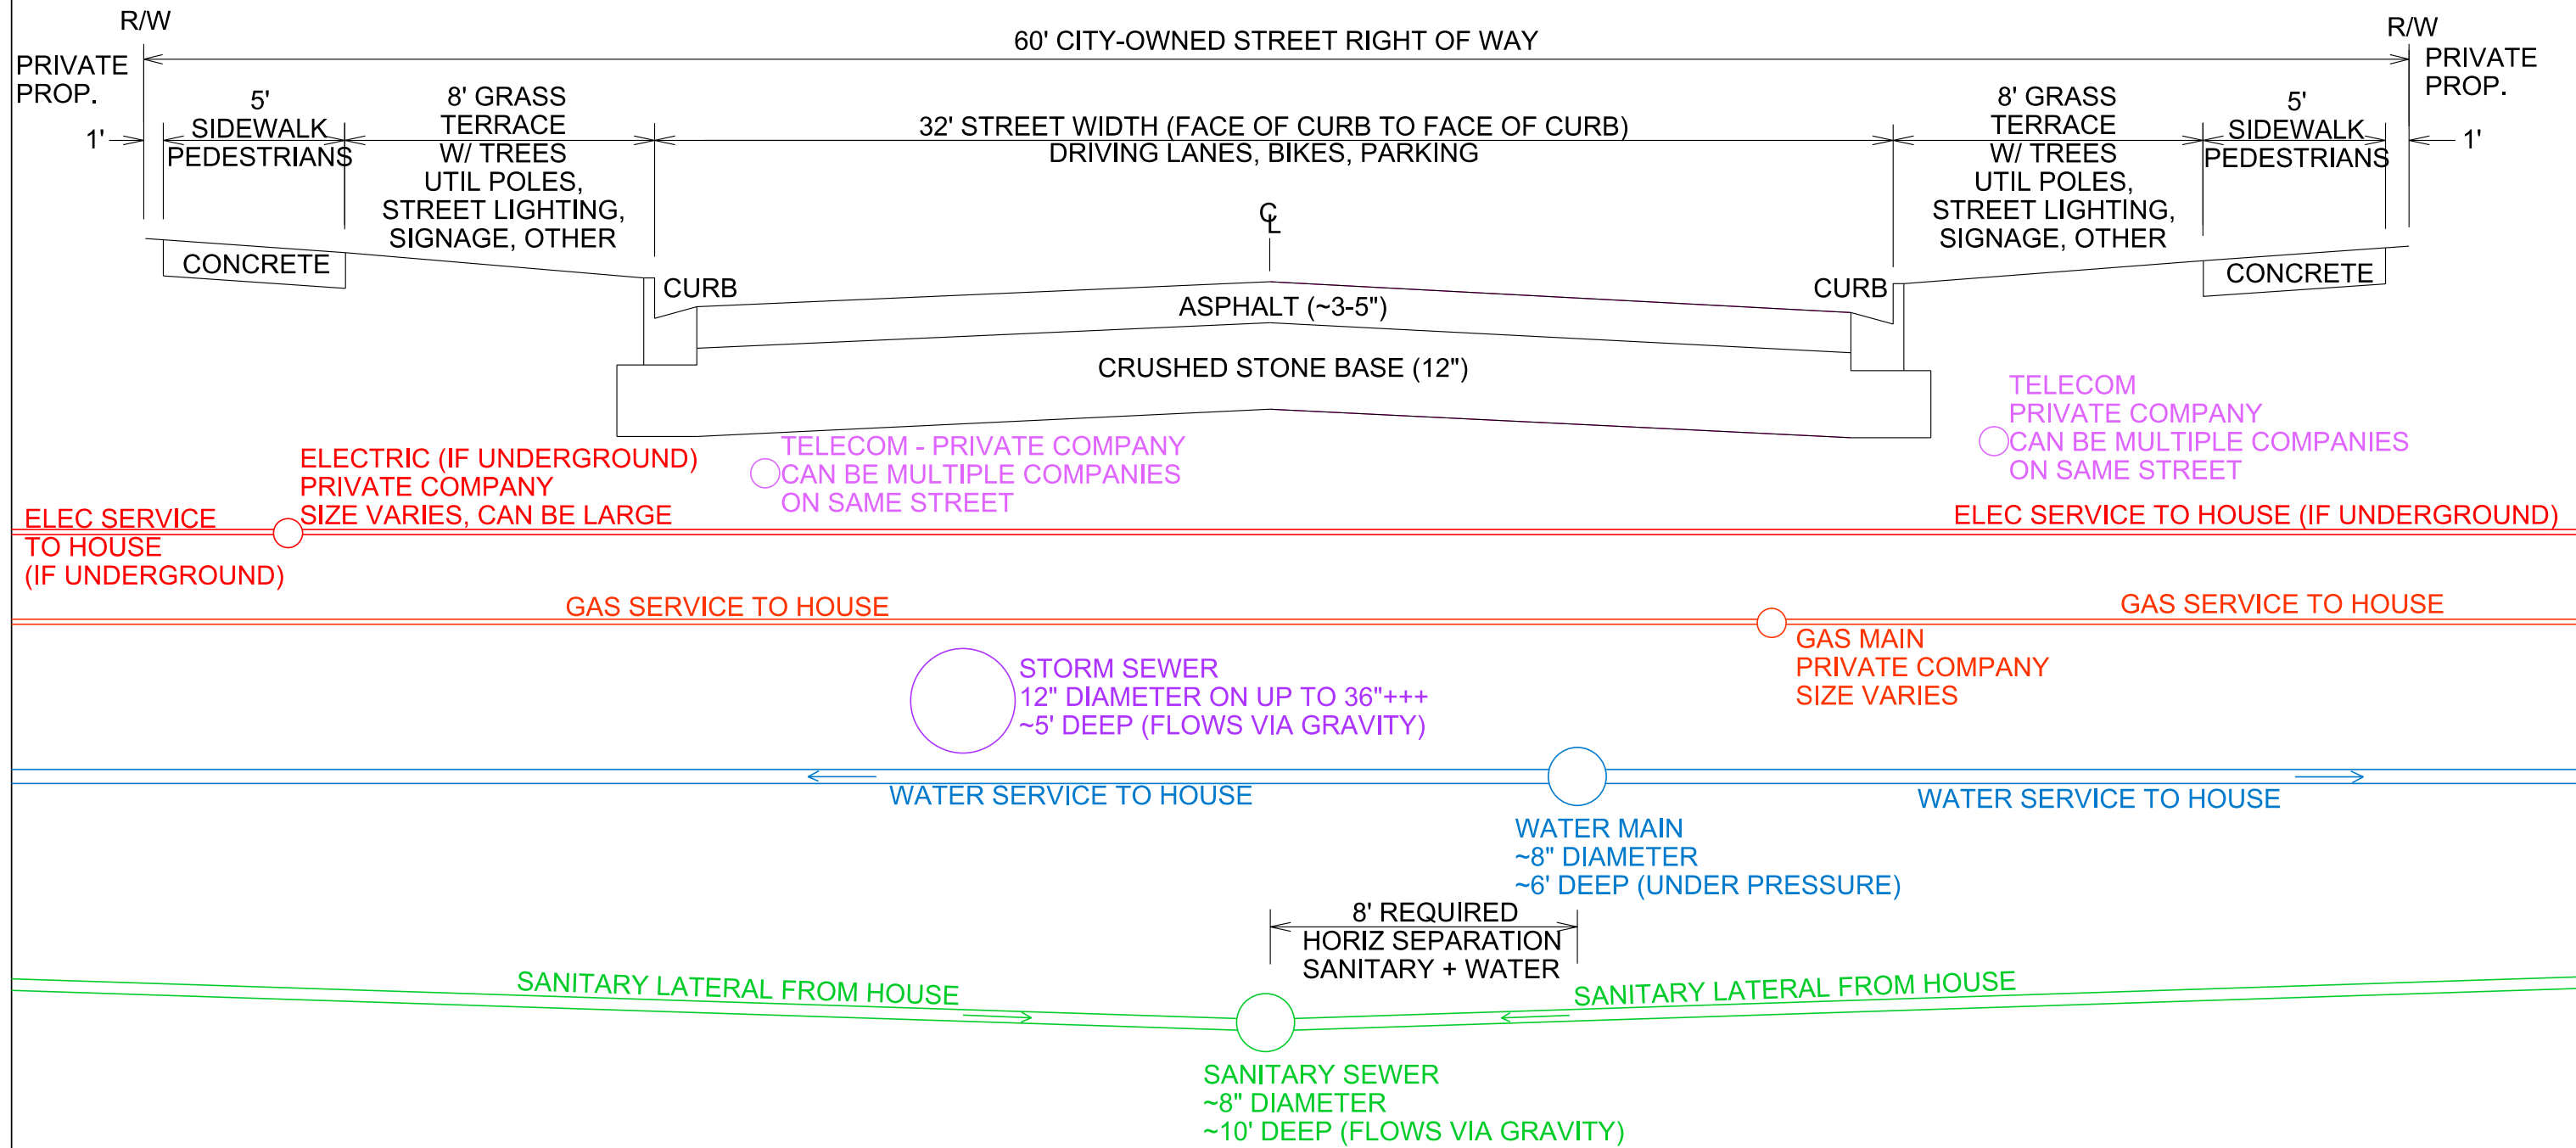 R/W
R/W
60' CITY-OWNED STREET RIGHT OF WAY
PRIVATE
PROP.
PRIVATE
PROP.
1'
5'
SIDEWALK
PEDESTRIANS
8' GRASS
TERRACE
W/ TREES
UTIL POLES,
STREET LIGHTING,
SIGNAGE, OTHER
32' STREET WIDTH (FACE OF CURB TO FACE OF CURB)
DRIVING LANES, BIKES, PARKING
8' GRASS
TERRACE
W/ TREES
UTIL POLES,
STREET LIGHTING,
SIGNAGE, OTHER
5'
SIDEWALK
PEDESTRIANS
1'
CL
CONCRETE
CURB
ASPHALT (~3-5")
CURB
CONCRETE
CRUSHED STONE BASE (12")
TELECOM - PRIVATE COMPANY
CAN BE MULTIPLE COMPANIES
ON SAME STREET
TELECOM
PRIVATE COMPANY
CAN BE MULTIPLE COMPANIES
ON SAME STREET
ELECTRIC (IF UNDERGROUND)
PRIVATE COMPANY
SIZE VARIES, CAN BE LARGE
ELEC SERVICE
TO HOUSE
(IF UNDERGROUND)
ELEC SERVICE TO HOUSE (IF UNDERGROUND)
GAS SERVICE TO HOUSE
GAS SERVICE TO HOUSE
GAS MAIN
PRIVATE COMPANY
SIZE VARIES
STORM SEWER
12" DIAMETER ON UP TO 36"+++
~5' DEEP (FLOWS VIA GRAVITY)
WATER SERVICE TO HOUSE
WATER SERVICE TO HOUSE
WATER MAIN
~8" DIAMETER
~6' DEEP (UNDER PRESSURE)
8' REQUIRED
HORIZ SEPARATION
SANITARY + WATER
SANITARY LATERAL FROM HOUSE
SANITARY LATERAL FROM HOUSE
SANITARY SEWER
~8" DIAMETER
~10' DEEP (FLOWS VIA GRAVITY)